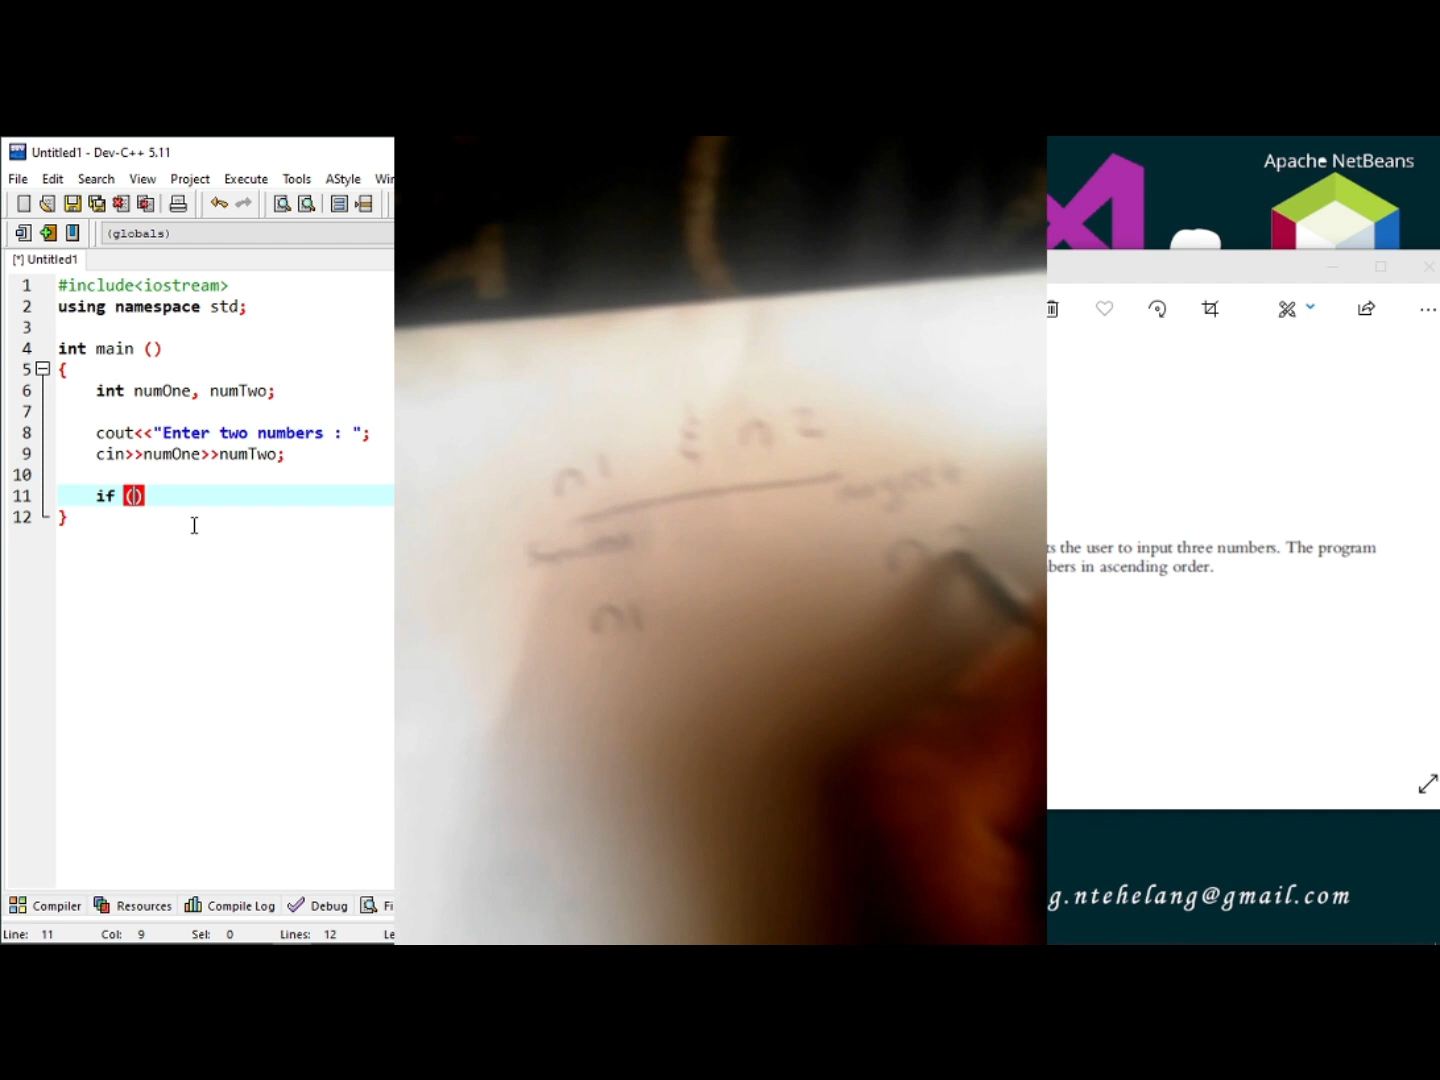 Untitled1 - Dev-C++ 5.11
File Edit Search View Project Execute Tools AStyle
(globals)
[*] Untitled1
1 #include<iostream>
2 using namespace std;
3
4 int main ()
5 {
6 int numOne, numTwo;
7
8 cout<<"Enter two numbers : ";
9 cin>>numOne>>numTwo;
10
11 if ()
12 }
Compiler Resources Compile Log Debug
Line: 11 Col: 9 Sel: 0 Lines: 12
n1 & n2
n1
Apache NetBeans
the user to input three numbers. The program
in ascending order.
g.ntehelang@gmail.com